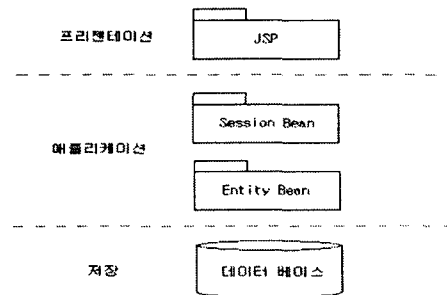 프리젠테이션
JSP
Session Bean
애플리케이션
Entity Bean
저장
데이터 베이스